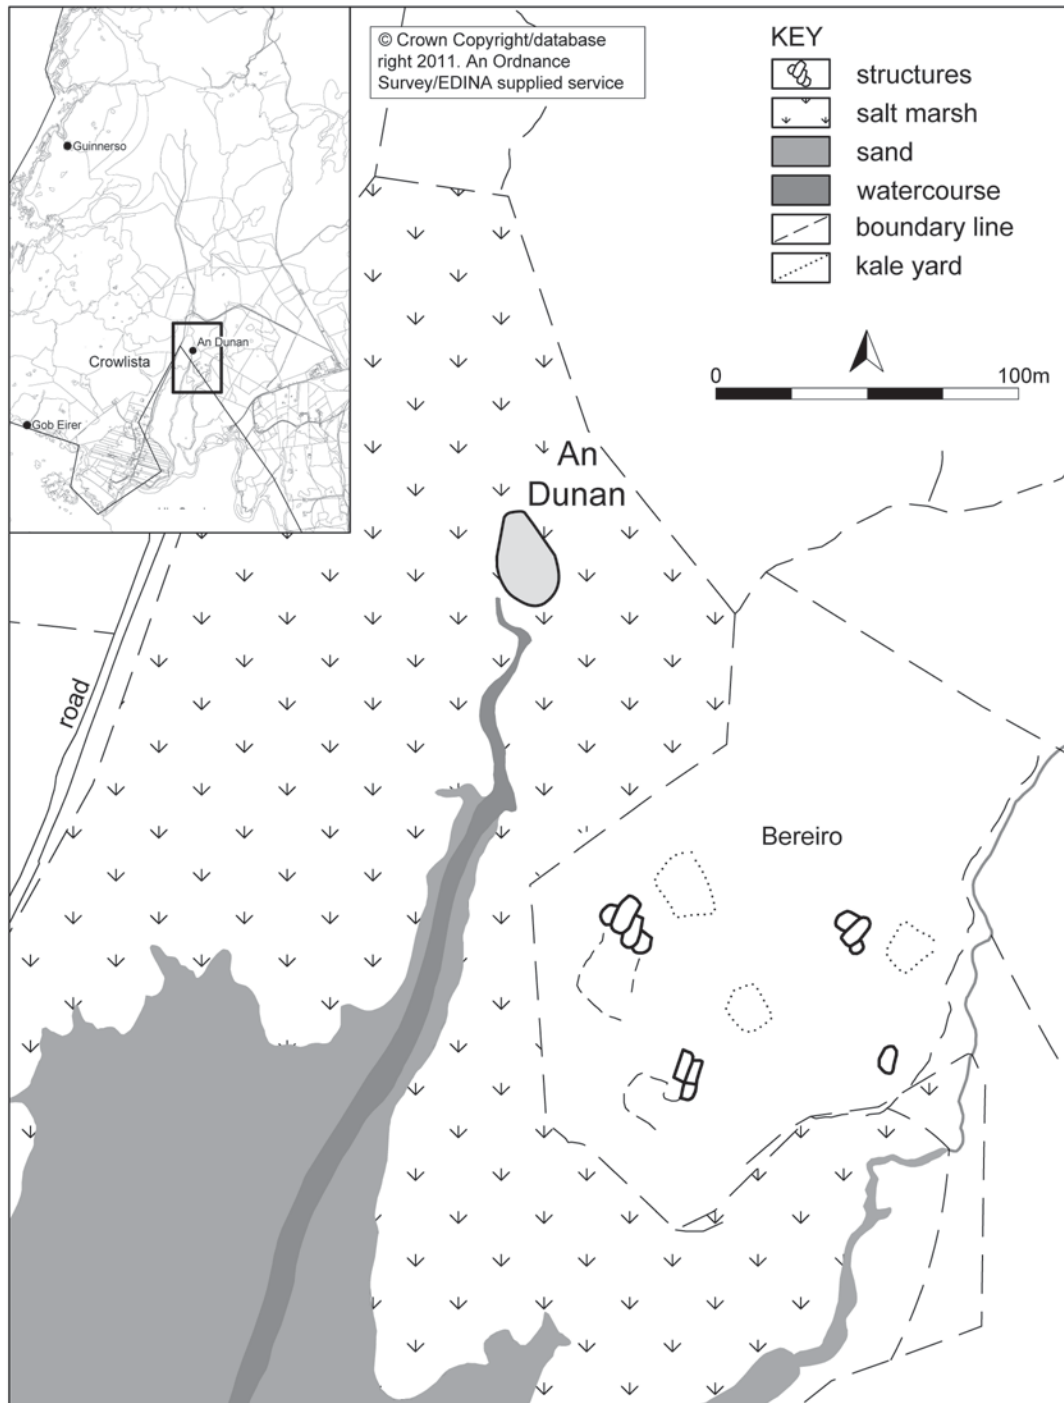 © Crown Copyright/database
right 2011. An Ordnance
Survey/EDINA supplied service
KEY
structures
salt marsh
sand
watercourse
boundary line
kale yard
0 100m
Guinnerso
An Dunan
Crowlista
Gob Eirer
An
Dunan
road
Bereiro